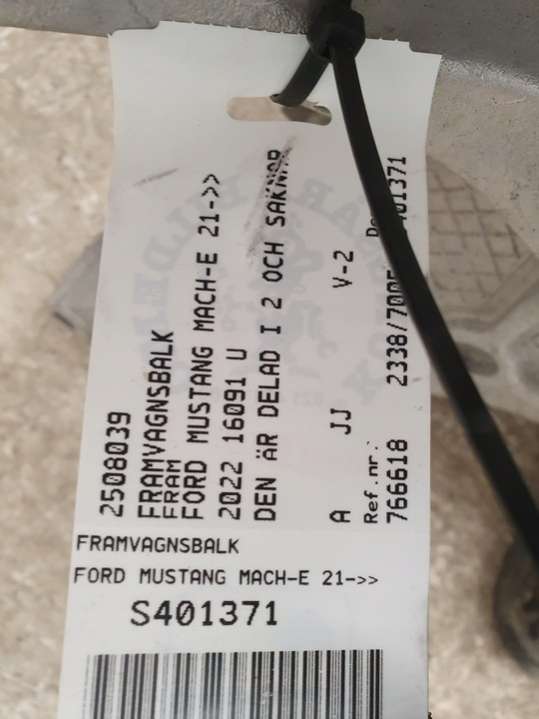 2508039
FRAMVAGNSBALK
FRAM
FORD MUSTANG MACH-E 21->>
2022 16091 U
DEN ÄR DELAD I 2 OCH SAKNAR
A JJ V-2
Ref.nr.:
766618 2338/700
FRAMVAGNSBALK
FORD MUSTANG MACH-E 21->>
S401371